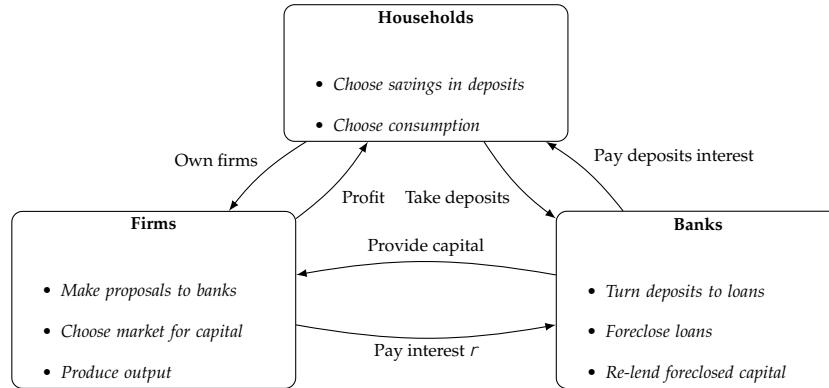 Households
• Choose savings in deposits
• Choose consumption
Own firms
Profit
Take deposits
Pay deposits interest
Firms
• Make proposals to banks
• Choose market for capital
• Produce output
Provide capital
Pay interest r
Banks
• Turn deposits to loans
• Foreclose loans
• Re-lend foreclosed capital